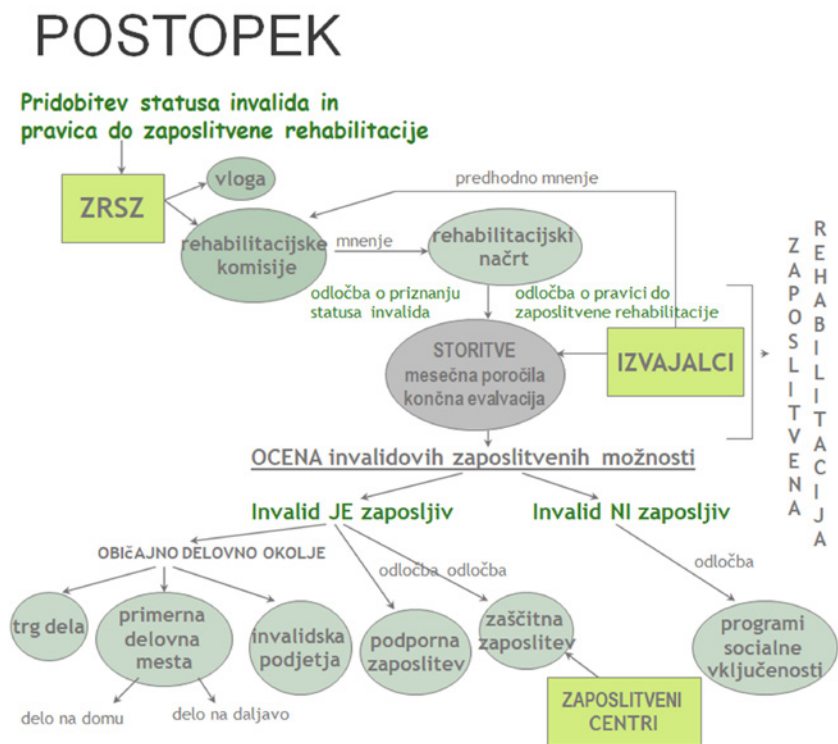 POSTOPEK
Pridobitev statusa invalida in
pravica do zaposlitvene rehabilitacije
ZRSZ
vloga
predhodno mnenje
rehabilitacijske
komisije
mnenje
rehabilitacijski
načrt
odločba o priznanju
statusa invalida
odločba o pravici do
zaposlitvene rehabilitacije
STORITVE
mesečna poročila
končna evalvacija
IZVAJALCI
ZAPOSLITVENA
REHABILITACIJA
OCENA invalidovih zaposlitvenih možnosti
Invalid JE zaposljiv
Invalid NI zaposljiv
OBIčAJNO DELOVNO OKOLJE
odločba odločba
odločba
trg dela
primerna
delovna
mesta
invalidska
podjetja
podporna
zaposlitev
zaščitna
zaposlitev
programi
socialne
vključenosti
delo na domu
delo na daljavo
ZAPOSLITVENI
CENTRI